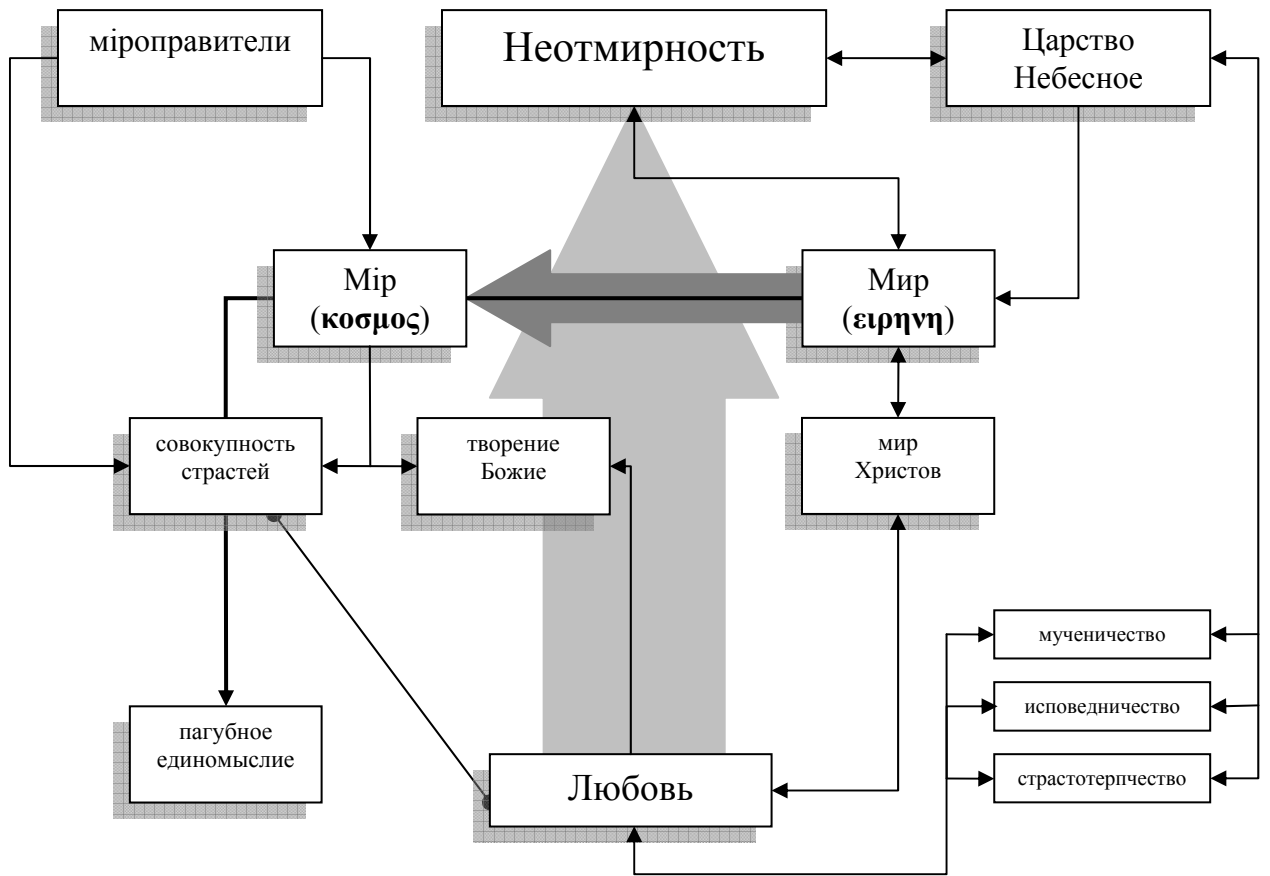 міроправители
Неотмирность
Царство
Небесное
Мір
(κοσμος)
Мир
(ειρηνη)
совокупность
страстей
творение
Божие
мир
Христов
мученичество
исповедничество
страстотерпчество
пагубное
единомыслие
Любовь